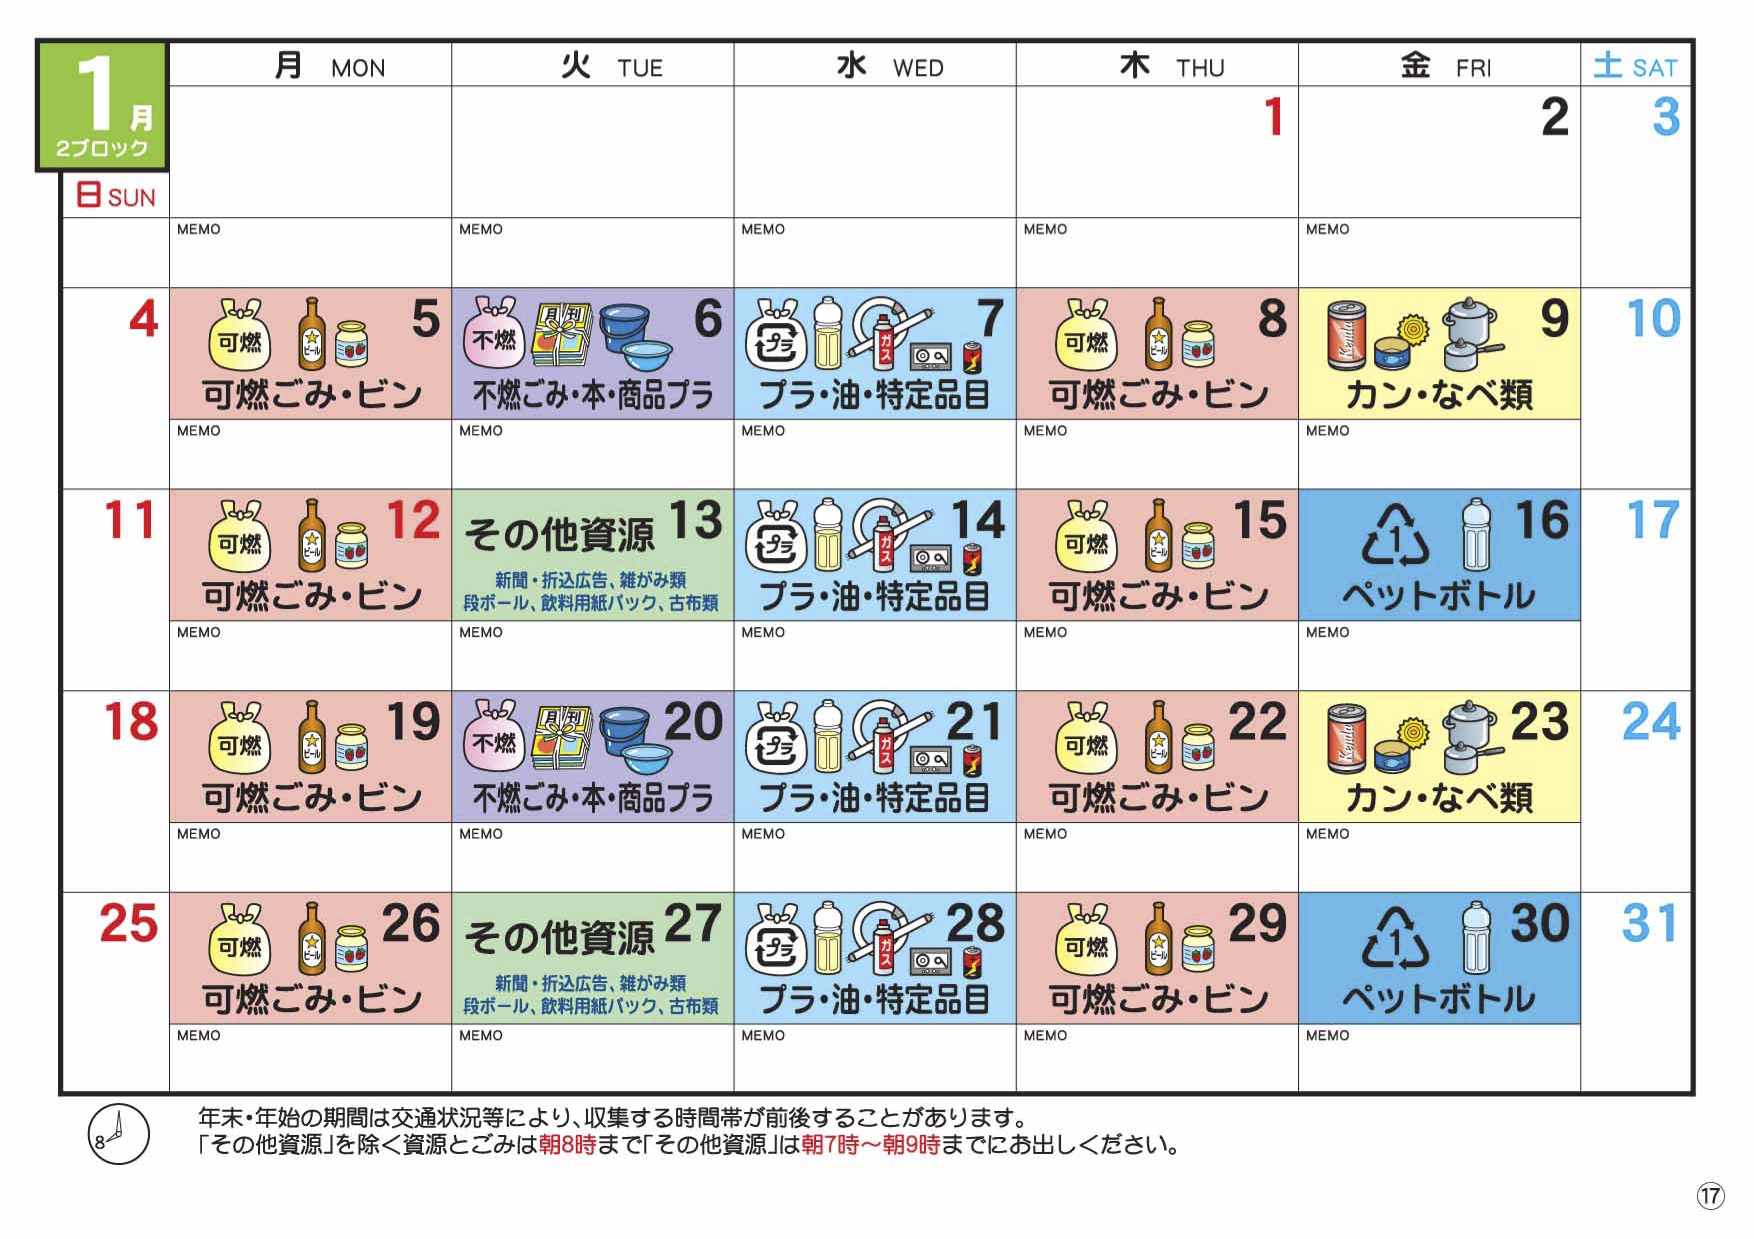 1月
2ブロック
日 SUN
月 MON
火 TUE
水 WED
木 THU
金 FRI
土 SAT
1
2
3
MEMO
MEMO
MEMO
MEMO
MEMO
4
可燃
ビール
5
可燃ごみ・ビン
不燃
月刊
6
不燃ごみ・本・商品プラ
プラ
ガス
7
プラ・油・特定品目
可燃
ビール
8
可燃ごみ・ビン
Kendo
9
カン・なべ類
10
MEMO
MEMO
MEMO
MEMO
MEMO
11
可燃
ビール
12
可燃ごみ・ビン
その他資源 13
新聞・折込広告、雑がみ類
段ボール、飲料用紙パック、古布類
プラ
ガス
14
プラ・油・特定品目
可燃
ビール
15
可燃ごみ・ビン
1
16
ペットボトル
17
MEMO
MEMO
MEMO
MEMO
MEMO
18
可燃
ビール
19
可燃ごみ・ビン
不燃
月刊
20
不燃ごみ・本・商品プラ
プラ
ガス
21
プラ・油・特定品目
可燃
ビール
22
可燃ごみ・ビン
Kendo
23
カン・なべ類
24
MEMO
MEMO
MEMO
MEMO
MEMO
25
可燃
ビール
26
可燃ごみ・ビン
その他資源 27
新聞・折込広告、雑がみ類
段ボール、飲料用紙パック、古布類
プラ
ガス
28
プラ・油・特定品目
可燃
ビール
29
可燃ごみ・ビン
1
30
ペットボトル
31
MEMO
MEMO
MEMO
MEMO
MEMO
8
年末・年始の期間は交通状況等により、収集する時間帯が前後することがあります。
「その他資源」を除く資源とごみは朝8時まで「その他資源」は朝7時〜朝9時までにお出しください。
⑰